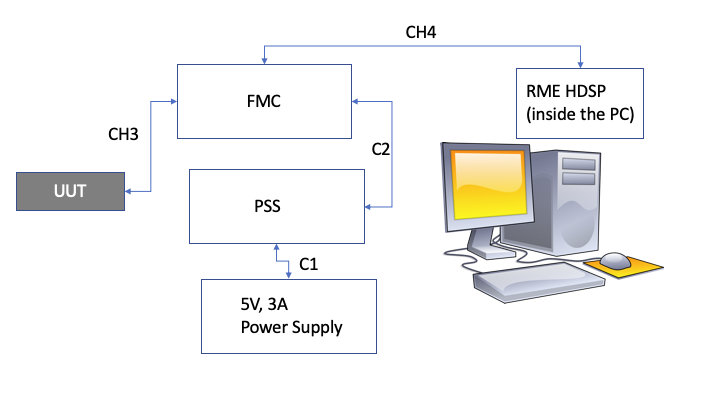 CH4
FMC
RME HDSP
(inside the PC)
CH3
C2
UUT
PSS
C1
5V, 3A
Power Supply